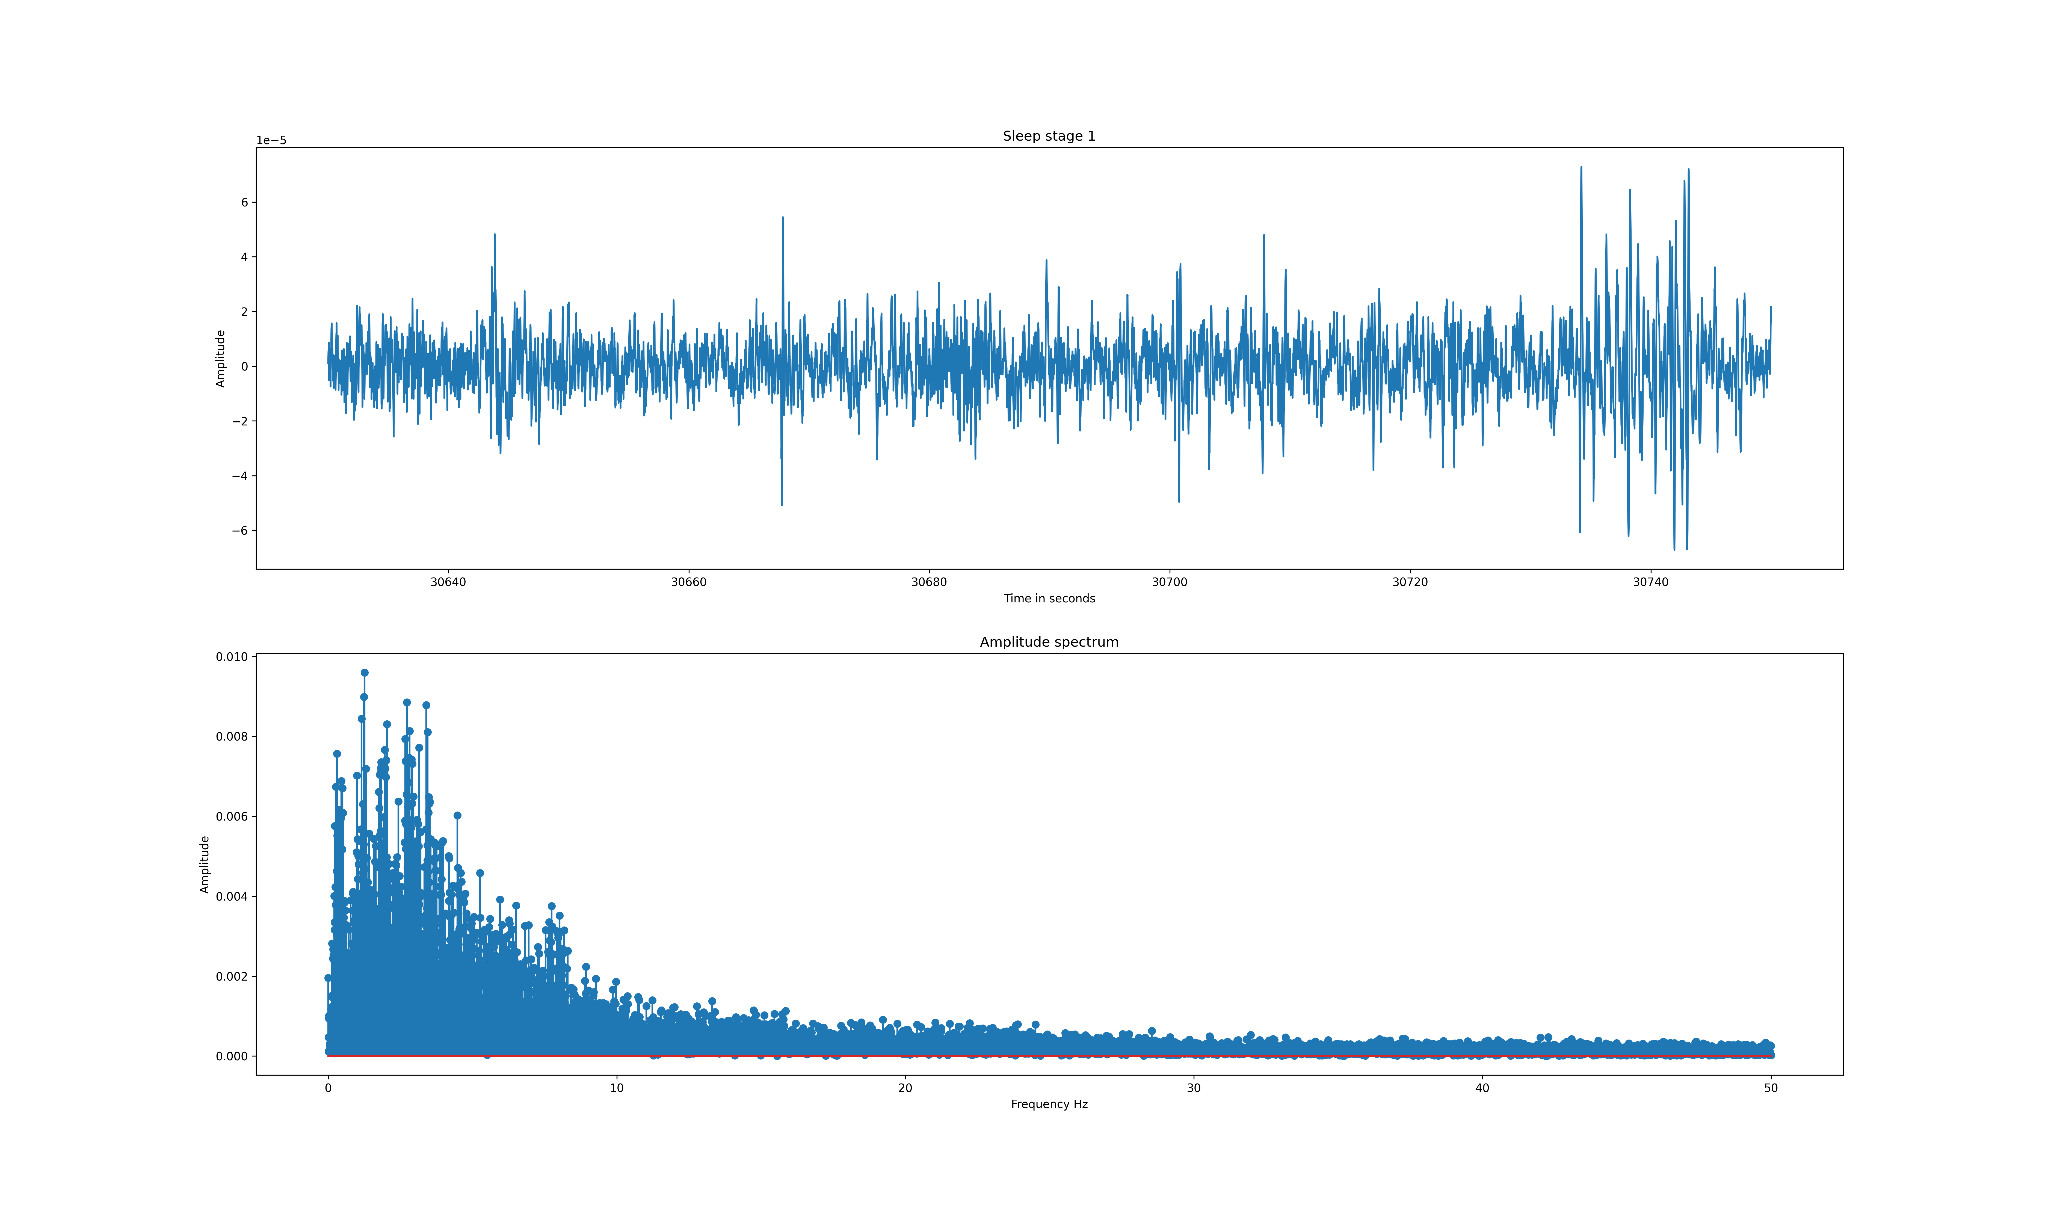 Sleep stage 1
1e−5
6
4
2
0
−2
−4
−6
Amplitude
30640 30660 30680 30700 30720 30740
Time in seconds
Amplitude spectrum
0.010
0.008
0.006
0.004
0.002
0.000
Amplitude
0 10 20 30 40 50
Frequency Hz